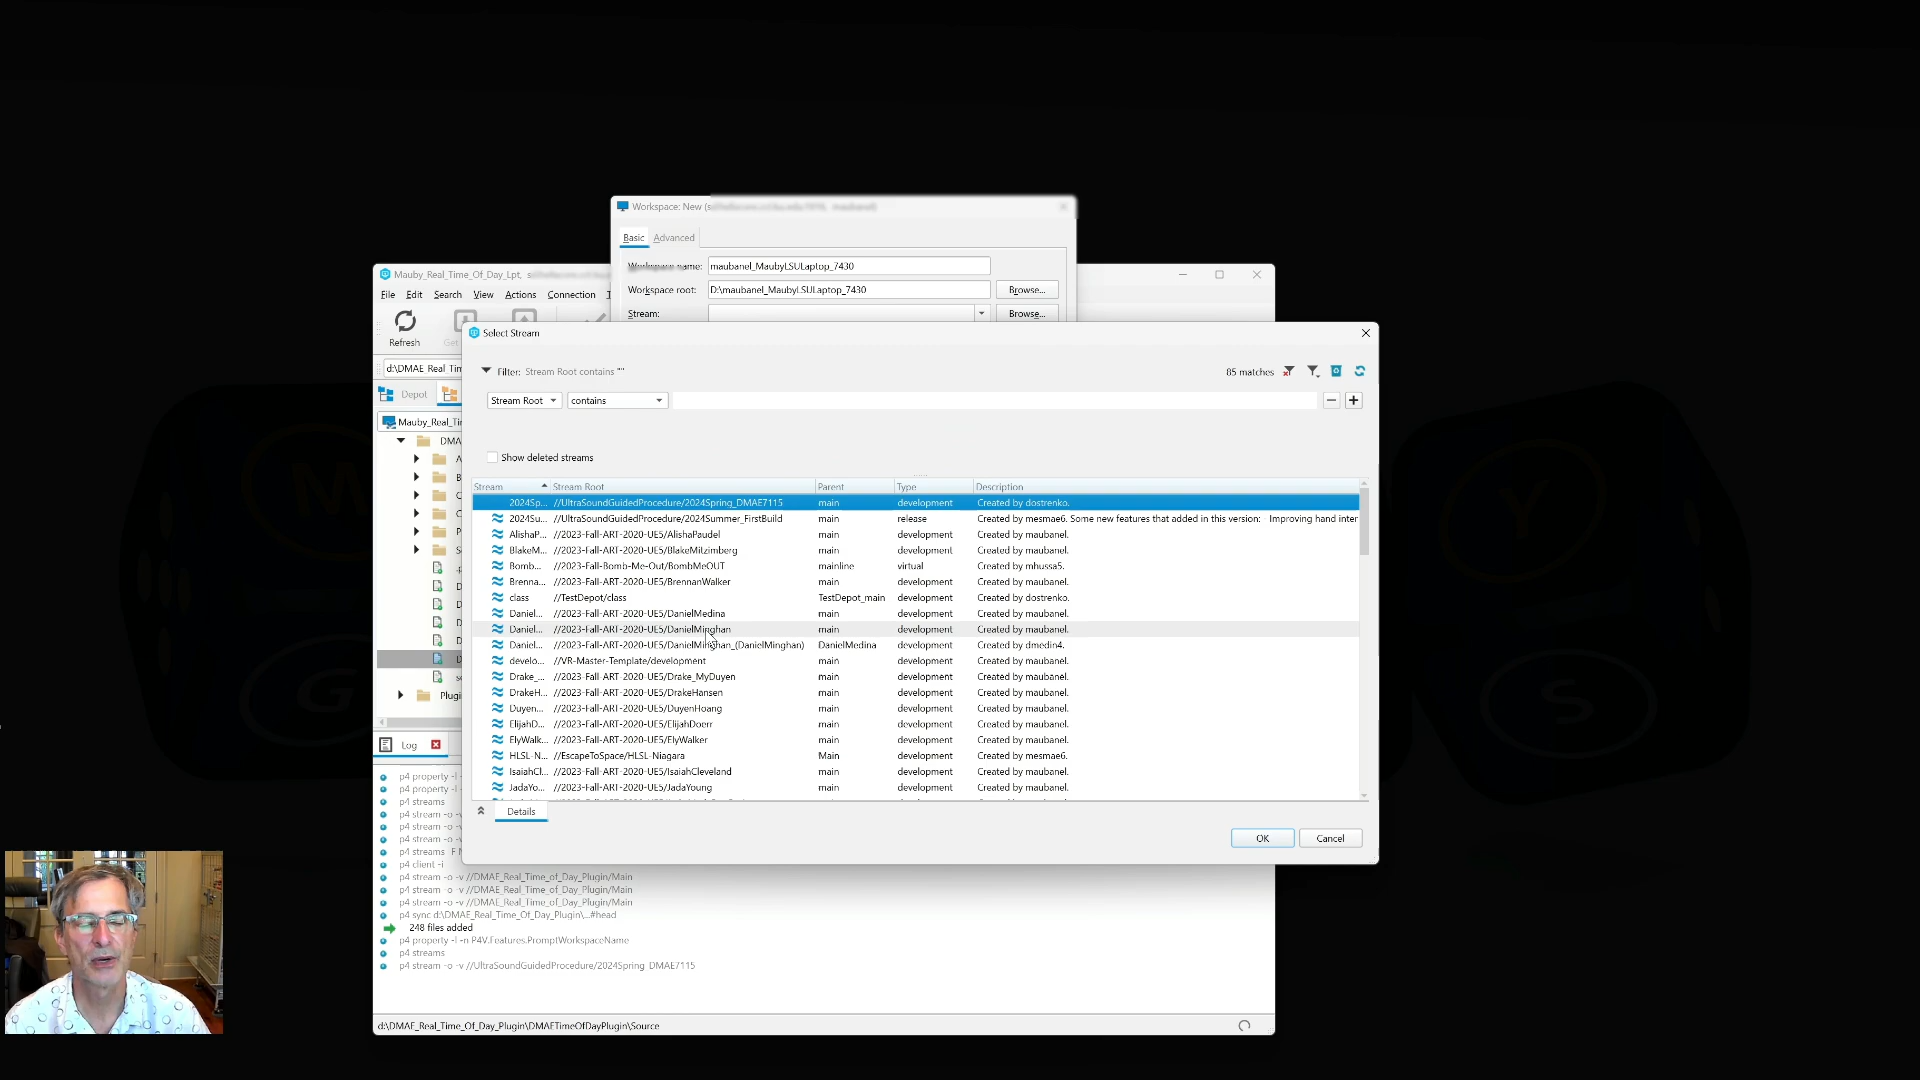 Workspace: New (s
Basic Advanced
Workspace name: maubanel_MaubyLSULaptop_7430
Workspace root: D:\maubanel_MaubyLSULaptop_7430 Browse...
Stream: Browse...
Mauby_Real_Time_Of_Day_Lpt, s
File Edit Search View Actions Connection T
Refresh Get
d:\DMAE Real Tim
Depot
Mauby_Real_Tir
DMA
A
B
C
C
P
S
.p
D
D
D
D
D
se
Plugi
Select Stream
Filter: Stream Root contains "" 85 matches
Stream Root contains
Show deleted streams
Stream Stream Root Parent Type Description
2024Sp... //UltraSoundGuidedProcedure/2024Spring_DMAE7115 main development Created by dostrenko.
2024Su... //UltraSoundGuidedProcedure/2024Summer_FirstBuild main release Created by mesmae6. Some new features that added in this version: Improving hand inter
AlishaP... //2023-Fall-ART-2020-UE5/AlishaPaudel main development Created by maubanel.
BlakeM... //2023-Fall-ART-2020-UE5/BlakeMitzimberg main development Created by maubanel.
Bomb... //2023-Fall-Bomb-Me-Out/BombMeOUT mainline virtual Created by mhussa5.
Brenna... //2023-Fall-ART-2020-UE5/BrennanWalker main development Created by maubanel.
class //TestDepot/class TestDepot_main development Created by dostrenko.
Daniel... //2023-Fall-ART-2020-UE5/DanielMedina main development Created by maubanel.
Daniel... //2023-Fall-ART-2020-UE5/DanielMinghan main development Created by maubanel.
Daniel... //2023-Fall-ART-2020-UE5/DanielMinghan_(DanielMinghan) DanielMedina development Created by dmedin4.
develo... //VR-Master-Template/development main development Created by maubanel.
Drake_... //2023-Fall-ART-2020-UE5/Drake_MyDuyen main development Created by maubanel.
DrakeH... //2023-Fall-ART-2020-UE5/DrakeHansen main development Created by maubanel.
Duyen... //2023-Fall-ART-2020-UE5/DuyenHoang main development Created by maubanel.
ElijahD... //2023-Fall-ART-2020-UE5/ElijahDoerr main development Created by maubanel.
ElyWalk... //2023-Fall-ART-2020-UE5/ElyWalker main development Created by maubanel.
HLSL-N... //EscapeToSpace/HLSL-Niagara Main development Created by mesmae6.
IsaiahCl... //2023-Fall-ART-2020-UE5/IsaiahCleveland main development Created by maubanel.
JadaYo... //2023-Fall-ART-2020-UE5/JadaYoung main development Created by maubanel.
Details
OK Cancel
Log
p4 property -l -
p4 property -l -
p4 streams
p4 stream -o -v
p4 stream -o -v
p4 stream -o -v
p4 streams F M
p4 client -i
p4 stream -o -v //DMAE_Real_Time_of_Day_Plugin/Main
p4 stream -o -v //DMAE_Real_Time_of_Day_Plugin/Main
p4 stream -o -v //DMAE_Real_Time_of_Day_Plugin/Main
p4 sync d:\DMAE_Real_Time_Of_Day_Plugin\...#head
248 files added
p4 property -l -n P4V.Features.PromptWorkspaceName
p4 streams
p4 stream -o -v //UltraSoundGuidedProcedure/2024Spring_DMAE7115
d:\DMAE_Real_Time_Of_Day_Plugin\DMAETimeOfDayPlugin\Source
M
G
Y
S